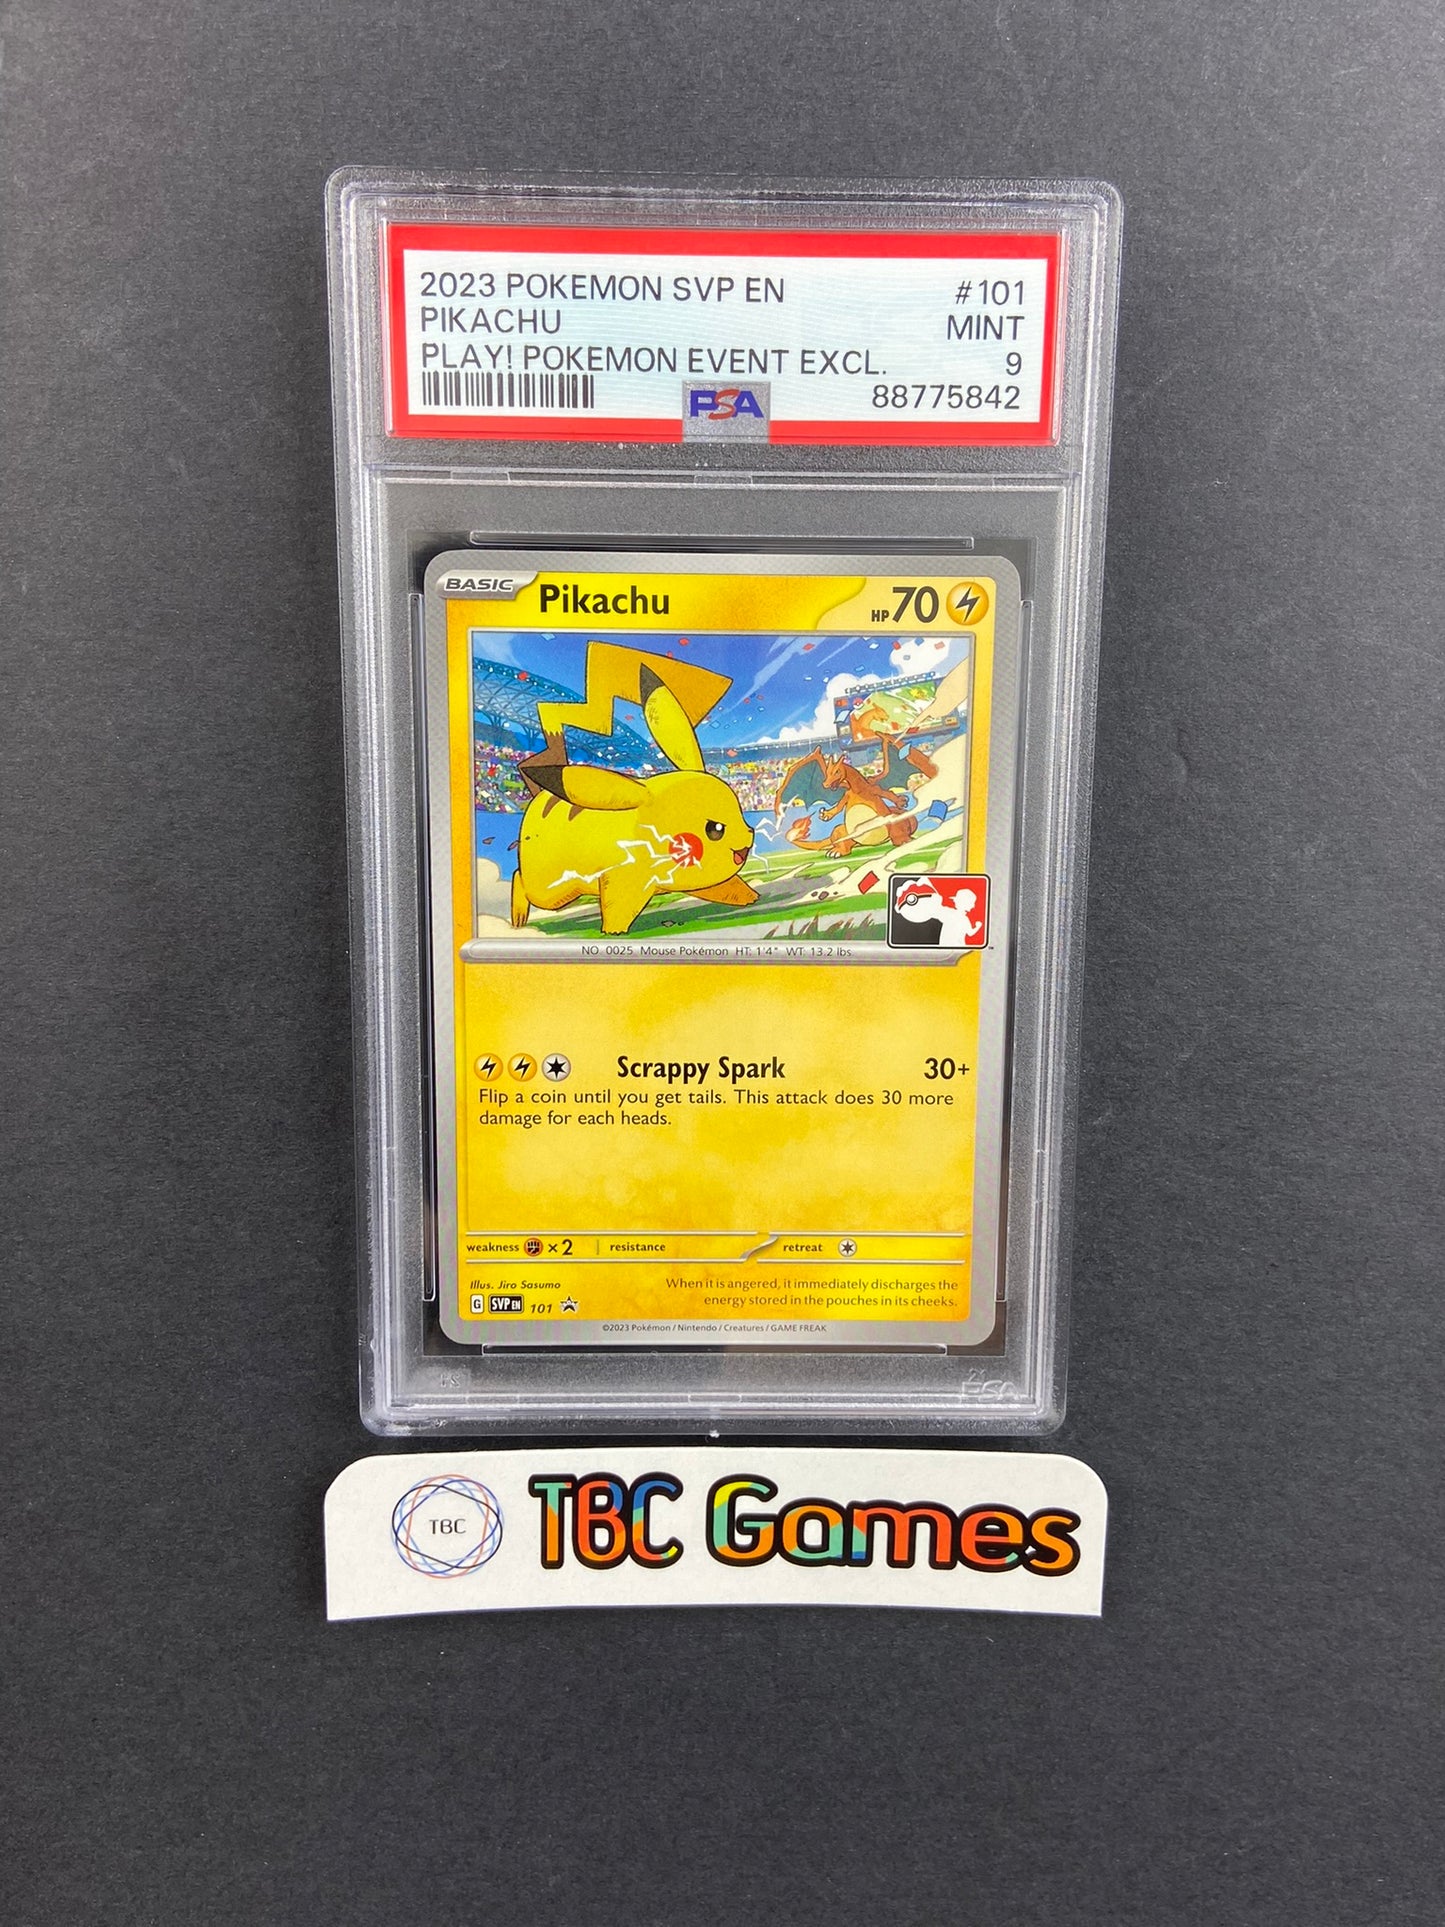 2023 POKEMON SVP EN #101
PIKACHU MINT
PLAY! POKEMON EVENT EXCL. 9
88775842
PSA
BASIC Pikachu HP 70
NO. 0025 Mouse Pokémon HT: 1'4" WT: 13.2 lbs.
Scrappy Spark 30+
Flip a coin until you get tails. This attack does 30 more
damage for each heads.
weakness ×2 resistance retreat
Illus. Jiro Sasumo
When it is angered, it immediately discharges the
energy stored in the pouches in its cheeks.
G SVP EN 101
©2023 Pokémon / Nintendo / Creatures / GAME FREAK
PSA
TBC TBC Games